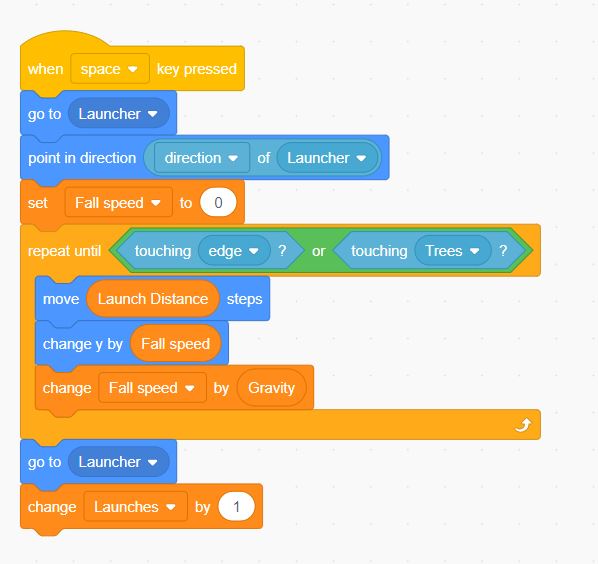 when space key pressed
go to Launcher
point in direction direction of Launcher
set Fall speed to 0
repeat until touching edge ? or touching Trees ?
move Launch Distance steps
change y by Fall speed
change Fall speed by Gravity
go to Launcher
change Launches by 1